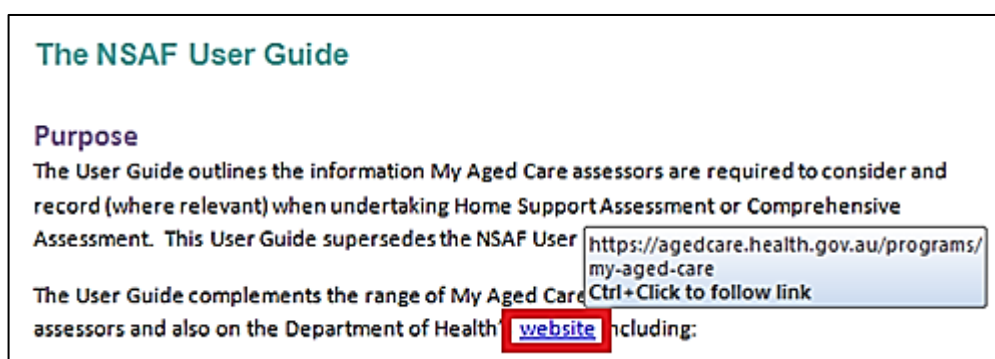 The NSAF User Guide
Purpose
The User Guide outlines the information My Aged Care assessors are required to consider and
record (where relevant) when undertaking Home Support Assessment or Comprehensive
Assessment. This User Guide supersedes the NSAF User
https://agedcare.health.gov.au/programs/
my-aged-care
Ctrl+Click to follow link
The User Guide complements the range of My Aged Care
assessors and also on the Department of Health' website including: